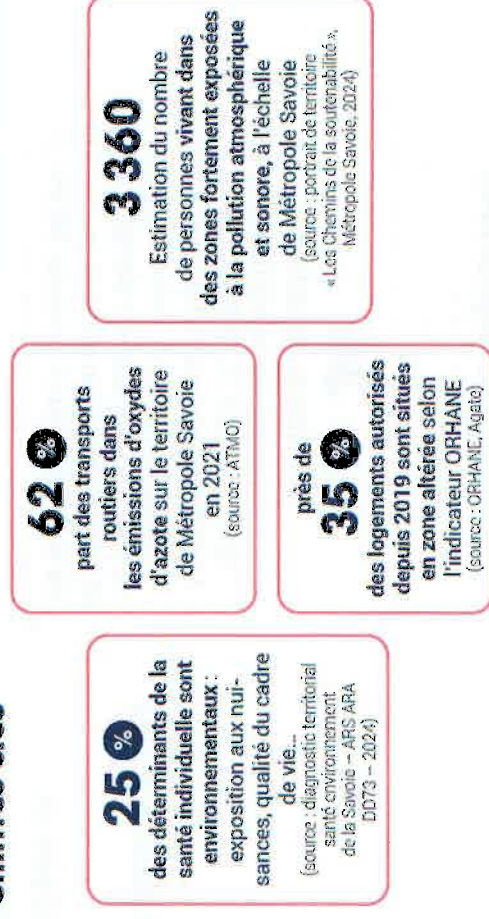 25 %
des déterminants de la
santé individuelle sont
environnementaux :
exposition aux nui-
sances, qualité du cadre
de vie...
(source : diagnostic territorial
santé environnement
de la Savoie – ARS ARA
DD73 – 2024)
62 %
part des transports
routiers dans
les émissions d'oxydes
d'azote sur le territoire
de Métropole Savoie
en 2021
(source : ATMO)
près de
35 %
des logements autorisés
depuis 2019 sont situés
en zone altérée selon
l'indicateur ORHANE
(source : ORHANE, Agate)
3 360
Estimation du nombre
de personnes vivant dans
des zones fortement exposées
à la pollution atmosphérique
et sonore, à l'échelle
de Métropole Savoie
(source : portrait de territoire
« Les Chemins de la soutenabilité »,
Métropole Savoie, 2024)